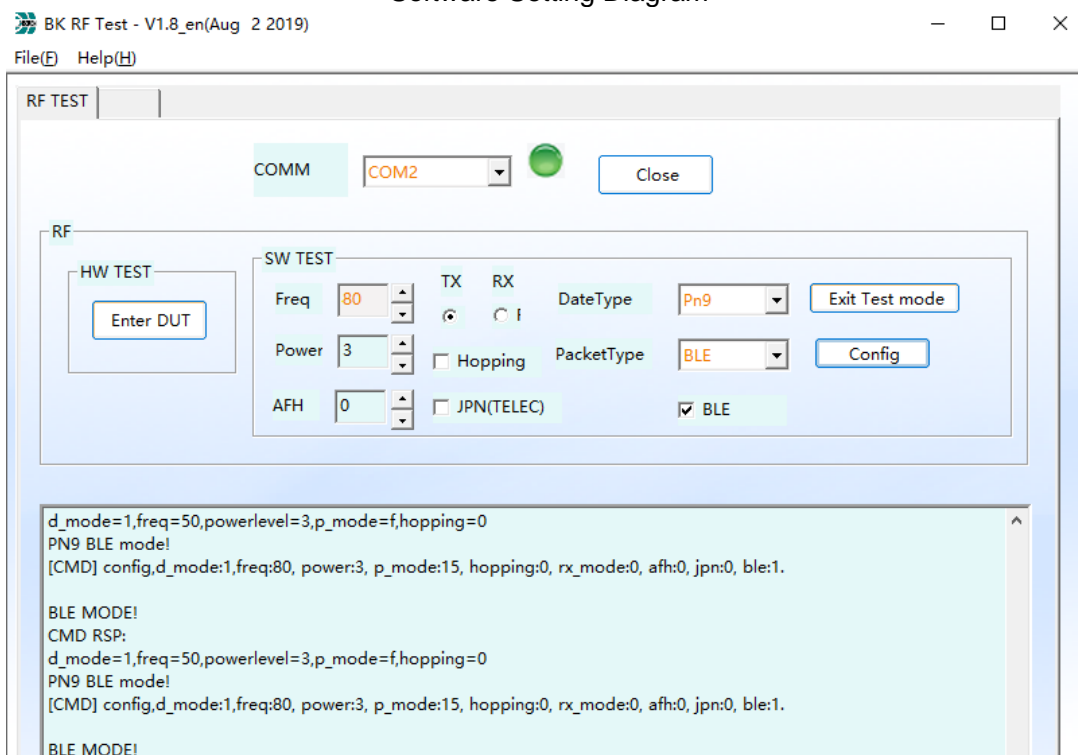 Software Setting Diagram
BK RF Test - V1.8_en(Aug 2 2019)
File(F) Help(H)
RF TEST
COMM COM2 Close
RF
HW TEST
Enter DUT
SW TEST
TX RX
Freq 80 DateType Pn9 Exit Test mode
Power 3 Hopping PacketType BLE Config
AFH 0 JPN(TELEC) BLE
d_mode=1,freq=50,powerlevel=3,p_mode=f,hopping=0
PN9 BLE mode!
[CMD] config,d_mode:1,freq:80, power:3, p_mode:15, hopping:0, rx_mode:0, afh:0, jpn:0, ble:1.
BLE MODE!
CMD RSP:
d_mode=1,freq=50,powerlevel=3,p_mode=f,hopping=0
PN9 BLE mode!
[CMD] config,d_mode:1,freq:80, power:3, p_mode:15, hopping:0, rx_mode:0, afh:0, jpn:0, ble:1.
BLE MODE!